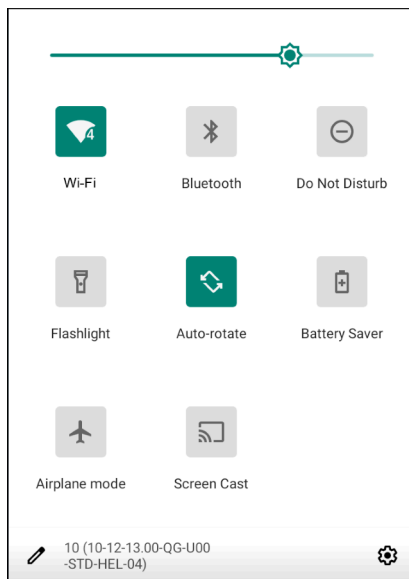 4
Wi-Fi
Bluetooth
Do Not Disturb
Flashlight
Auto-rotate
Battery Saver
Airplane mode
Screen Cast
10 (10-12-13.00-QG-U00
-STD-HEL-04)